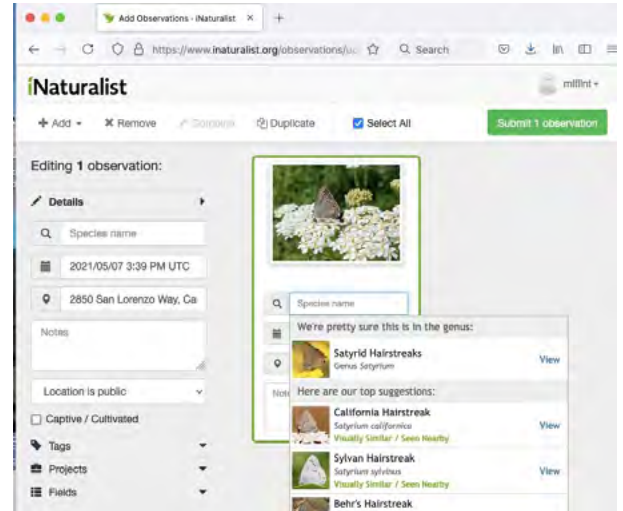 Add Observations - iNaturalist
https://www.inaturalist.org/observations/
Search
iNaturalist
Add
Remove
Combine
Duplicate
Select All
Submit 1 observation
Editing 1 observation:
Details
Species name
2021/05/07 3:39 PM UTC
2850 San Lorenzo Way, Ca
Notes
Location is public
Captive / Cultivated
Tags
Projects
Fields
Species name
We're pretty sure this is in the genus:
Satyrid Hairstreaks
Genus Satyrium
View
Here are our top suggestions:
California Hairstreak
Satyrium californica
Visually Similar / Seen Nearby
View
Sylvan Hairstreak
Satyrium sylvinus
Visually Similar / Seen Nearby
View
Behr's Hairstreak